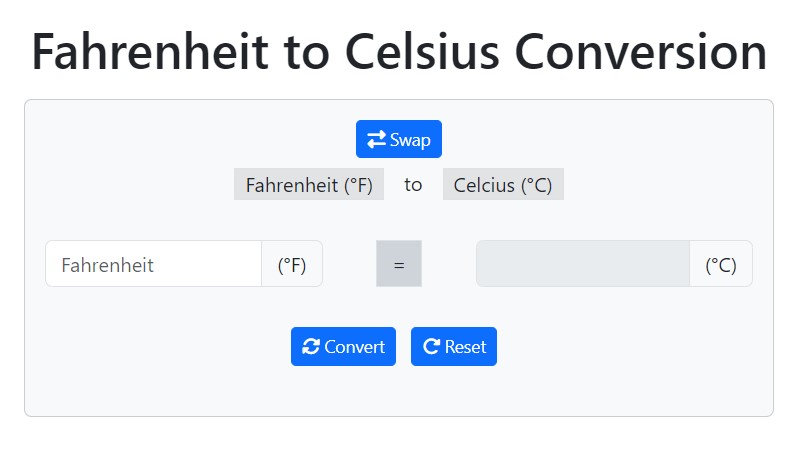 Fahrenheit to Celsius Conversion
Swap
Fahrenheit (°F) to Celcius (°C)
Fahrenheit (°F) = (°C)
Convert Reset